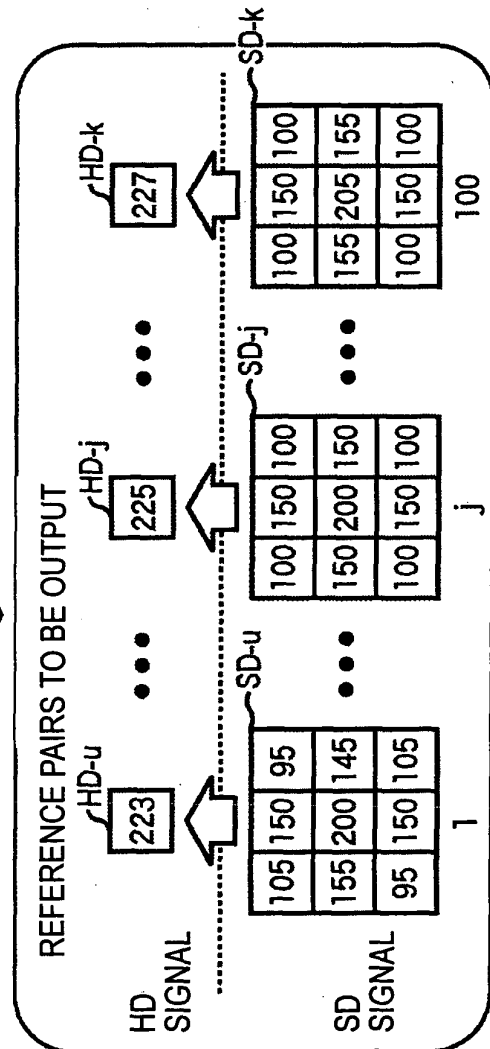 REFERENCE PAIRS TO BE OUTPUT
HD SIGNAL
HD-u
223
HD-j
225
HD-k
227
SD SIGNAL
SD-u
105 150 95
155 200 145
95 150 105
1
SD-j
100 150 100
150 200 150
100 150 100
j
SD-k
100 150 100
155 205 155
100 150 100
100